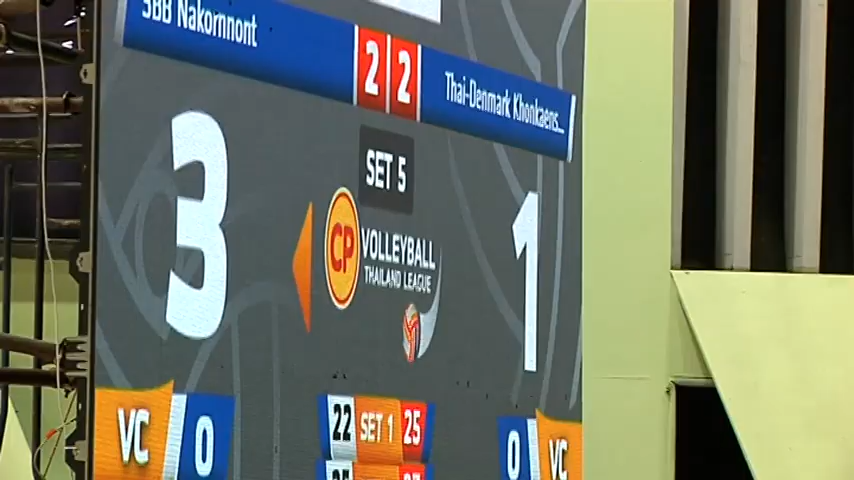 3BB Nakornnont
2 2
Thai-Denmark Khonkaens...
SET 5
3
1
CP
VOLLEYBALL
THAILAND LEAGUE
VC 0
22 SET 1 25
0 VC